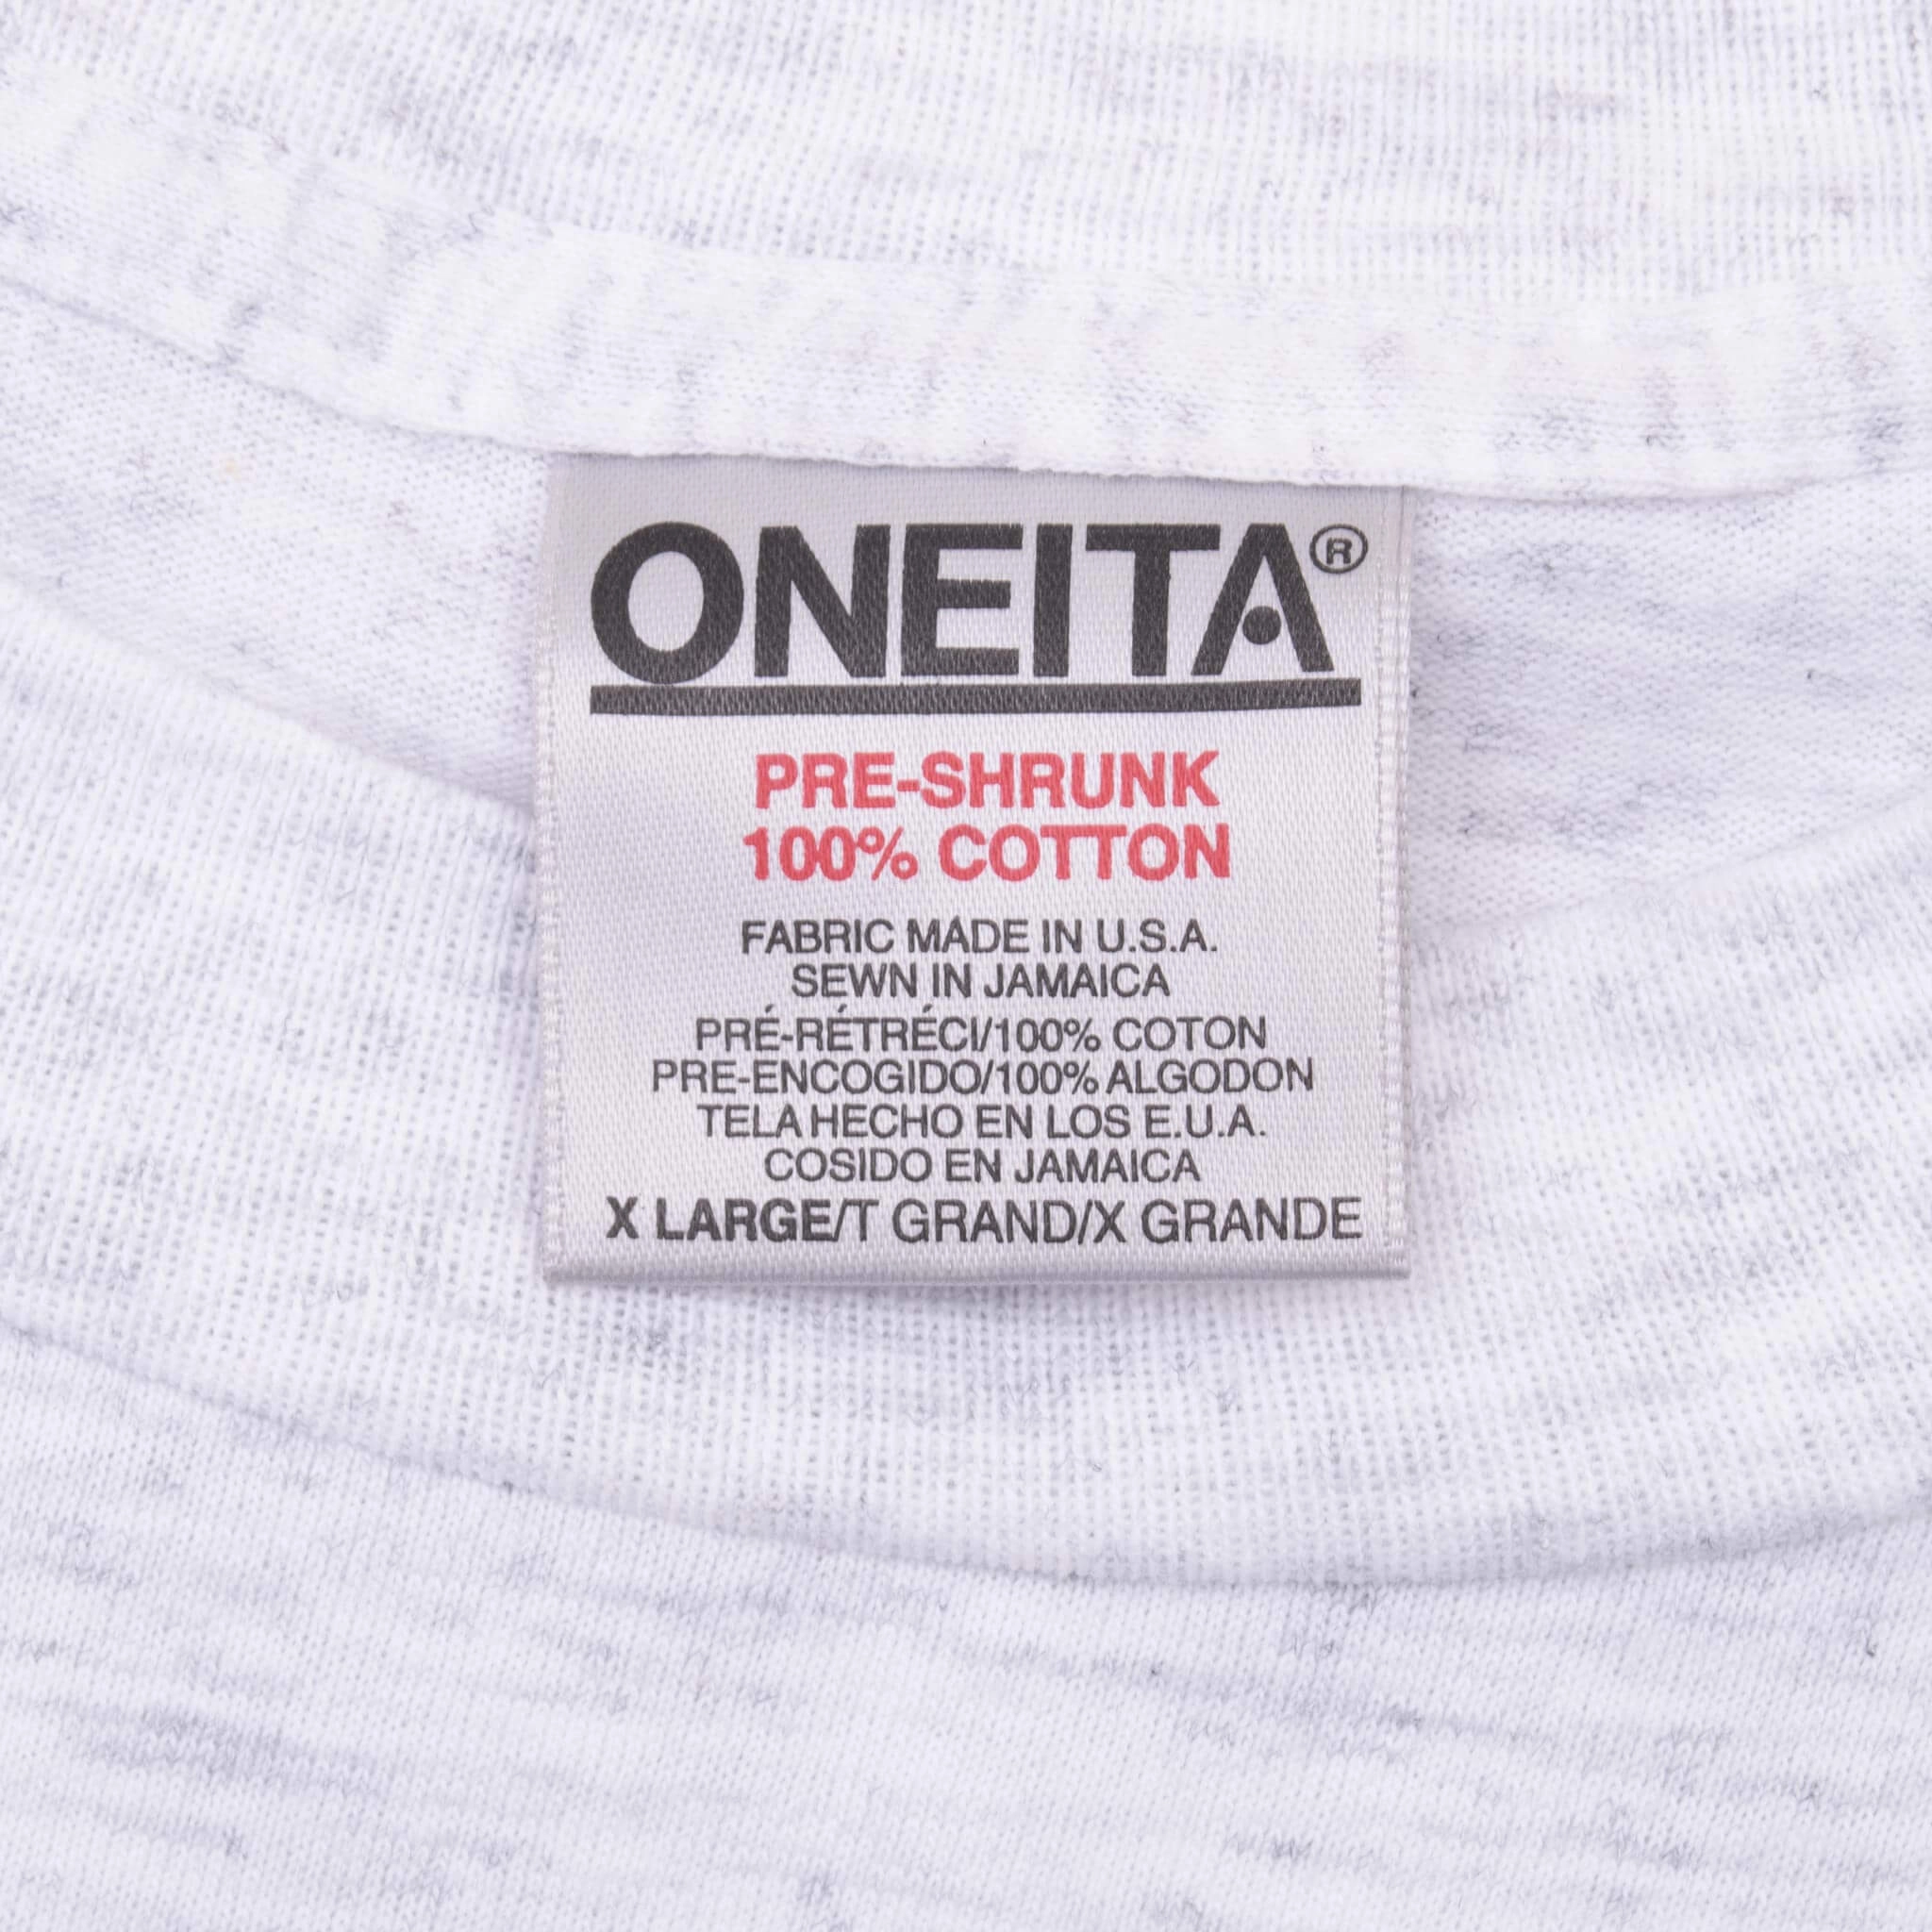 ONEITA®
PRE-SHRUNK
100% COTTON
FABRIC MADE IN U.S.A.
SEWN IN JAMAICA
PRÉ-RÉTRÉCI/100% COTON
PRE-ENCOGIDO/100% ALGODON
TELA HECHO EN LOS E.U.A.
COSIDO EN JAMAICA
X LARGE/T GRAND/X GRANDE